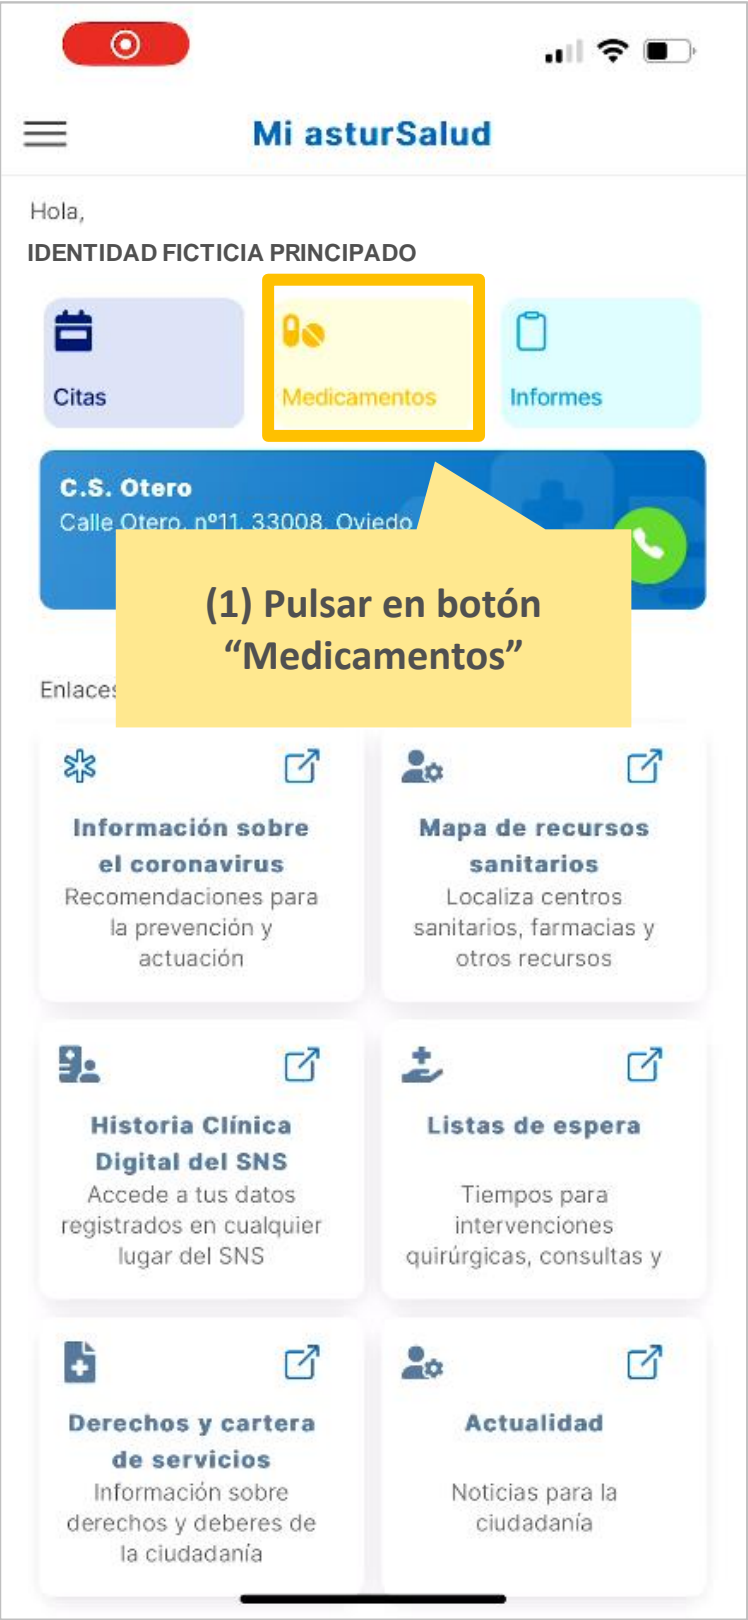 Mi asturSalud
Hola,
IDENTIDAD FICTICIA PRINCIPADO
Citas
Medicamentos
Informes
C.S. Otero
Calle Otero, nº11, 33008, Oviedo
(1) Pulsar en botón
“Medicamentos”
Enlaces
Información sobre
el coronavirus
Recomendaciones para
la prevención y
actuación
Mapa de recursos
sanitarios
Localiza centros
sanitarios, farmacias y
otros recursos
Historia Clínica
Digital del SNS
Accede a tus datos
registrados en cualquier
lugar del SNS
Listas de espera
Tiempos para
intervenciones
quirúrgicas, consultas y
Derechos y cartera
de servicios
Información sobre
derechos y deberes de
la ciudadanía
Actualidad
Noticias para la
ciudadanía